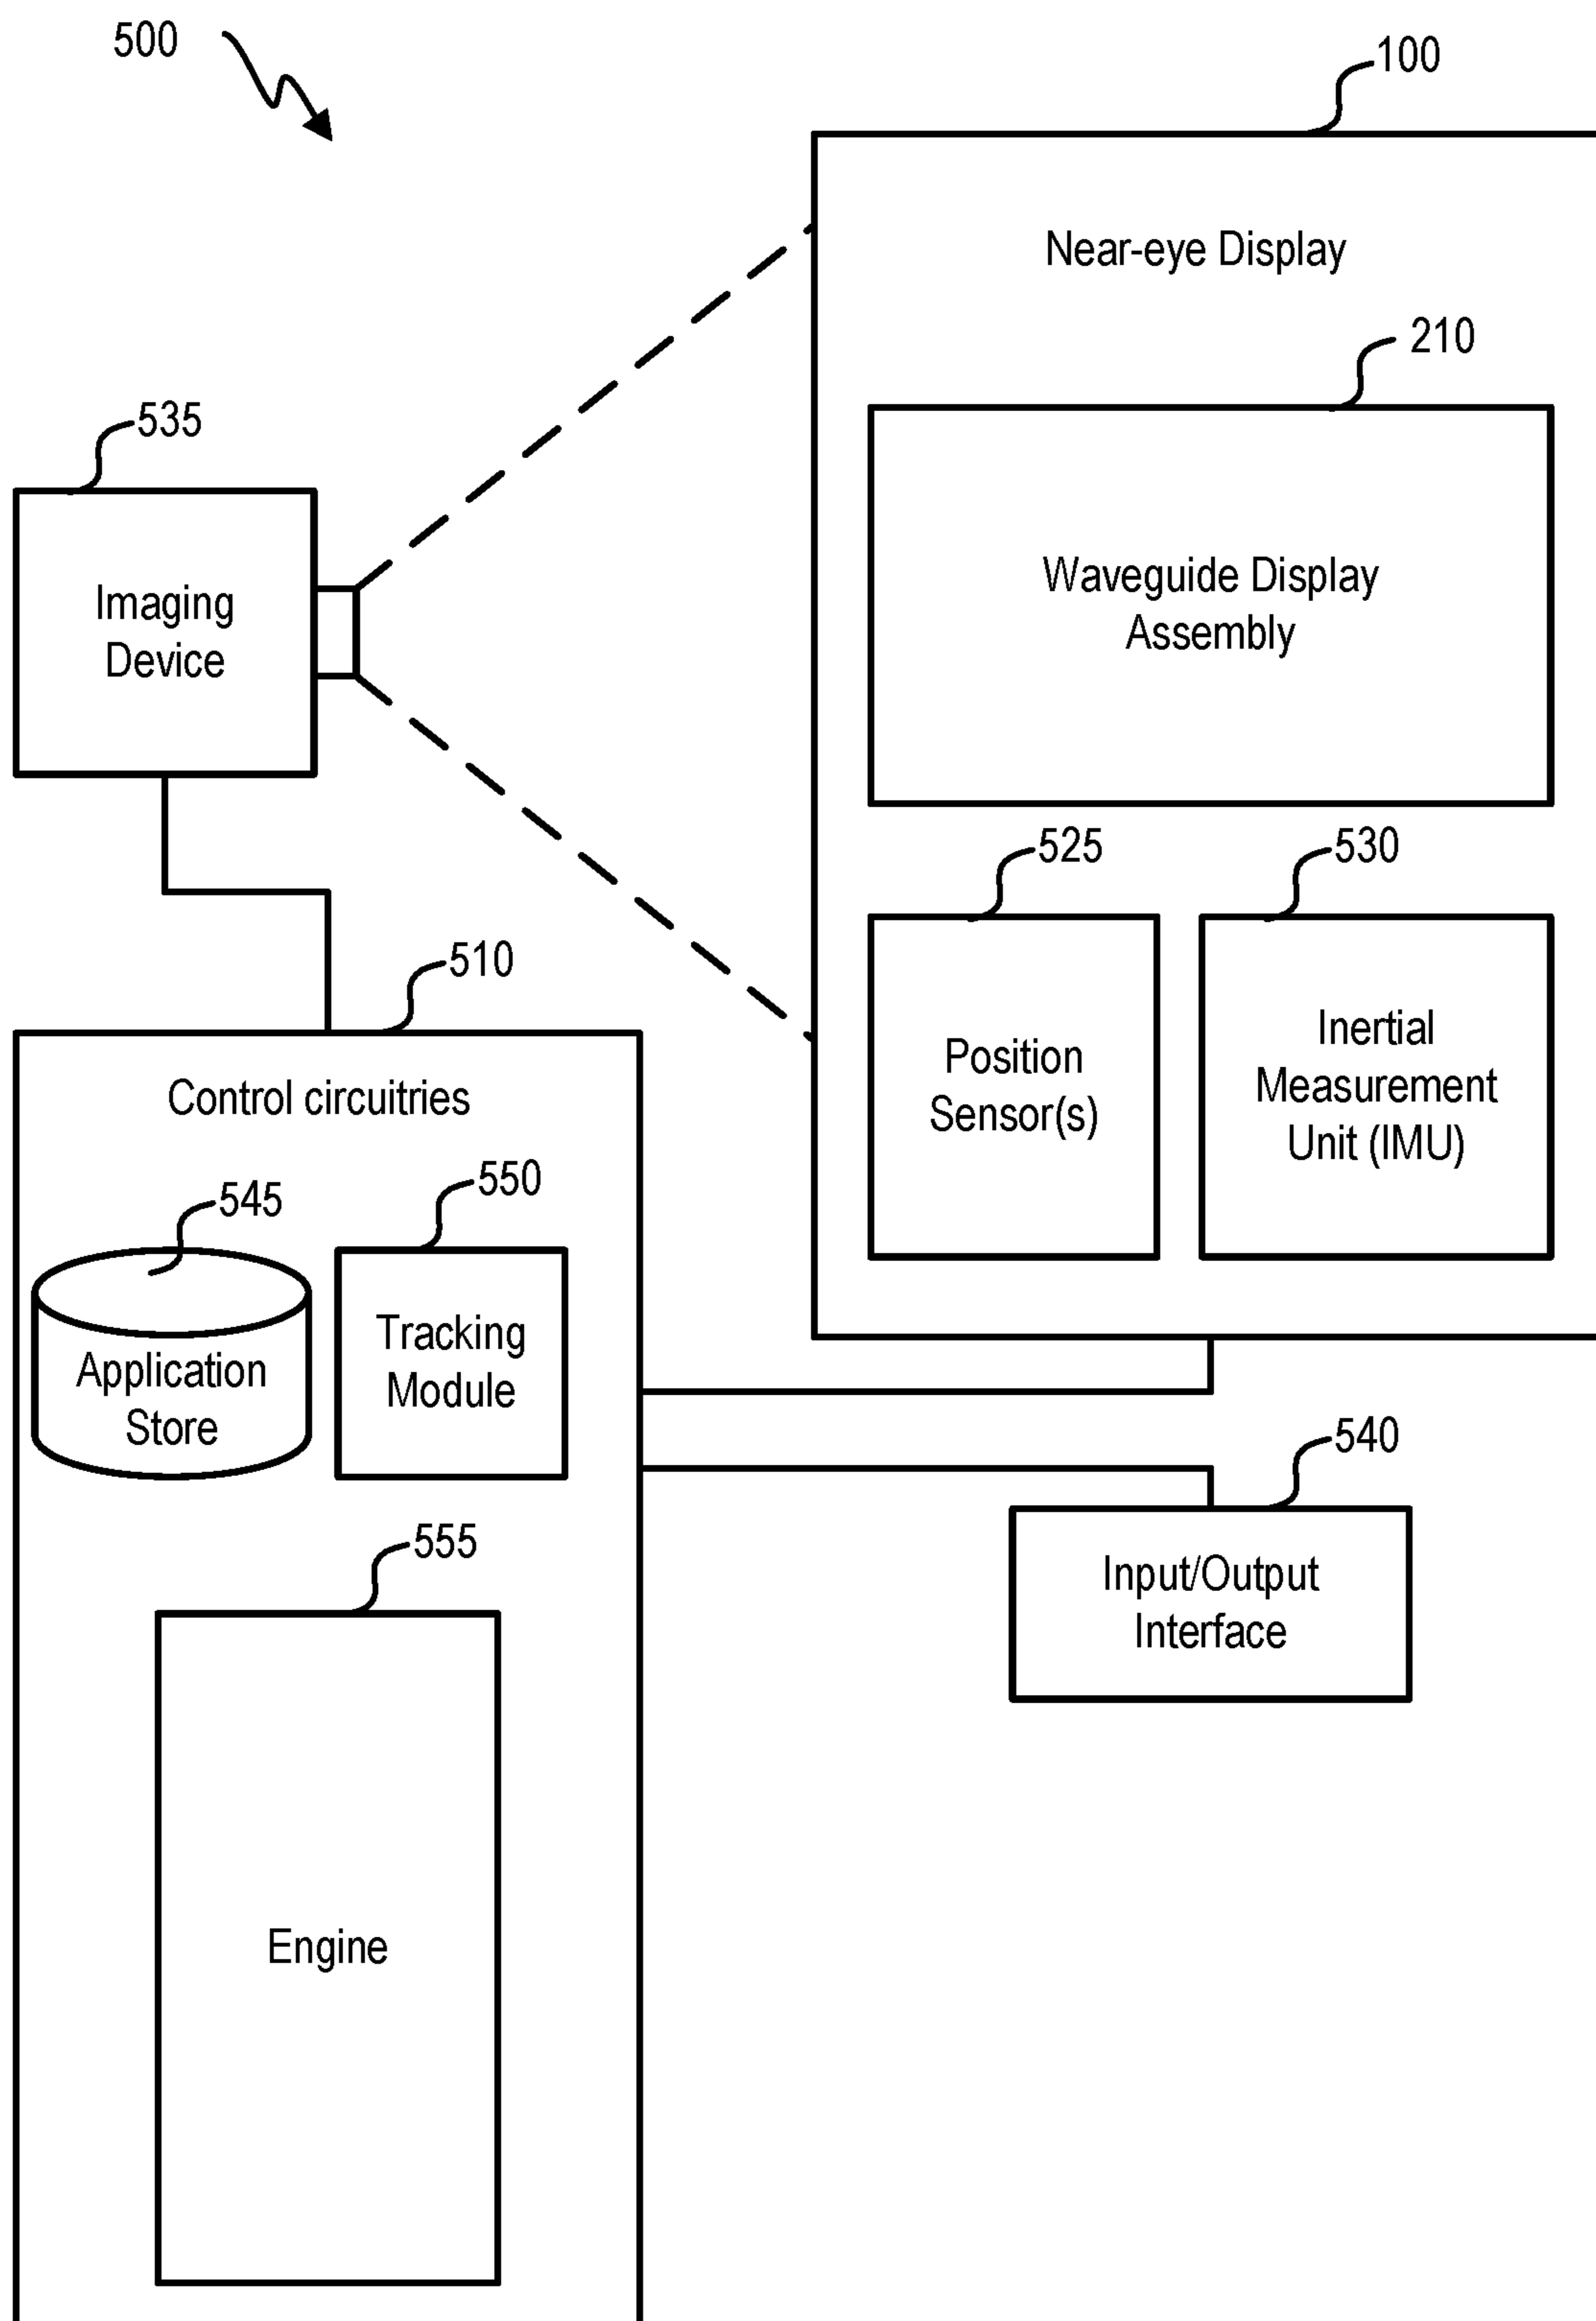 500
100
Near-eye Display
210
535
Waveguide Display
Assembly
Imaging
Device
525
530
510
Position
Sensor(s)
Inertial
Measurement
Unit (IMU)
Control circuitries
545
550
Application
Store
Tracking
Module
540
Input/Output
Interface
555
Engine